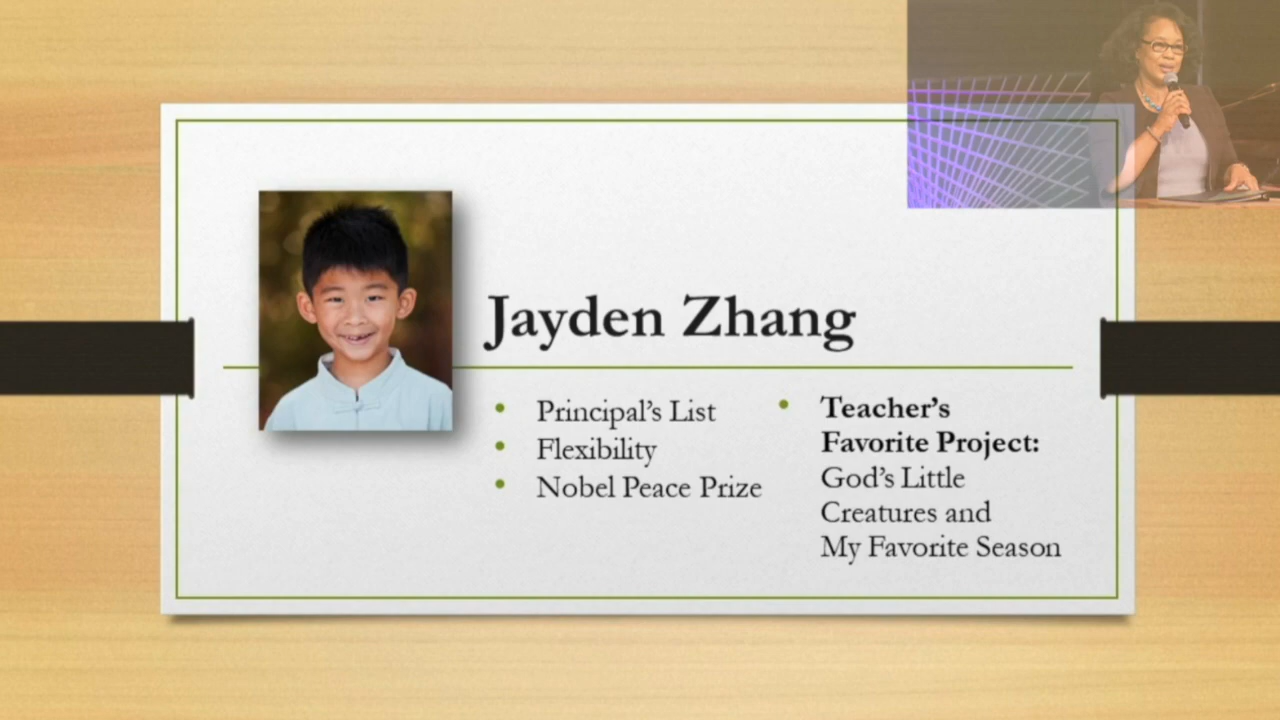 Jayden Zhang
Principal's List
Flexibility
Nobel Peace Prize
Teacher's
Favorite Project:
God's Little
Creatures and
My Favorite Season